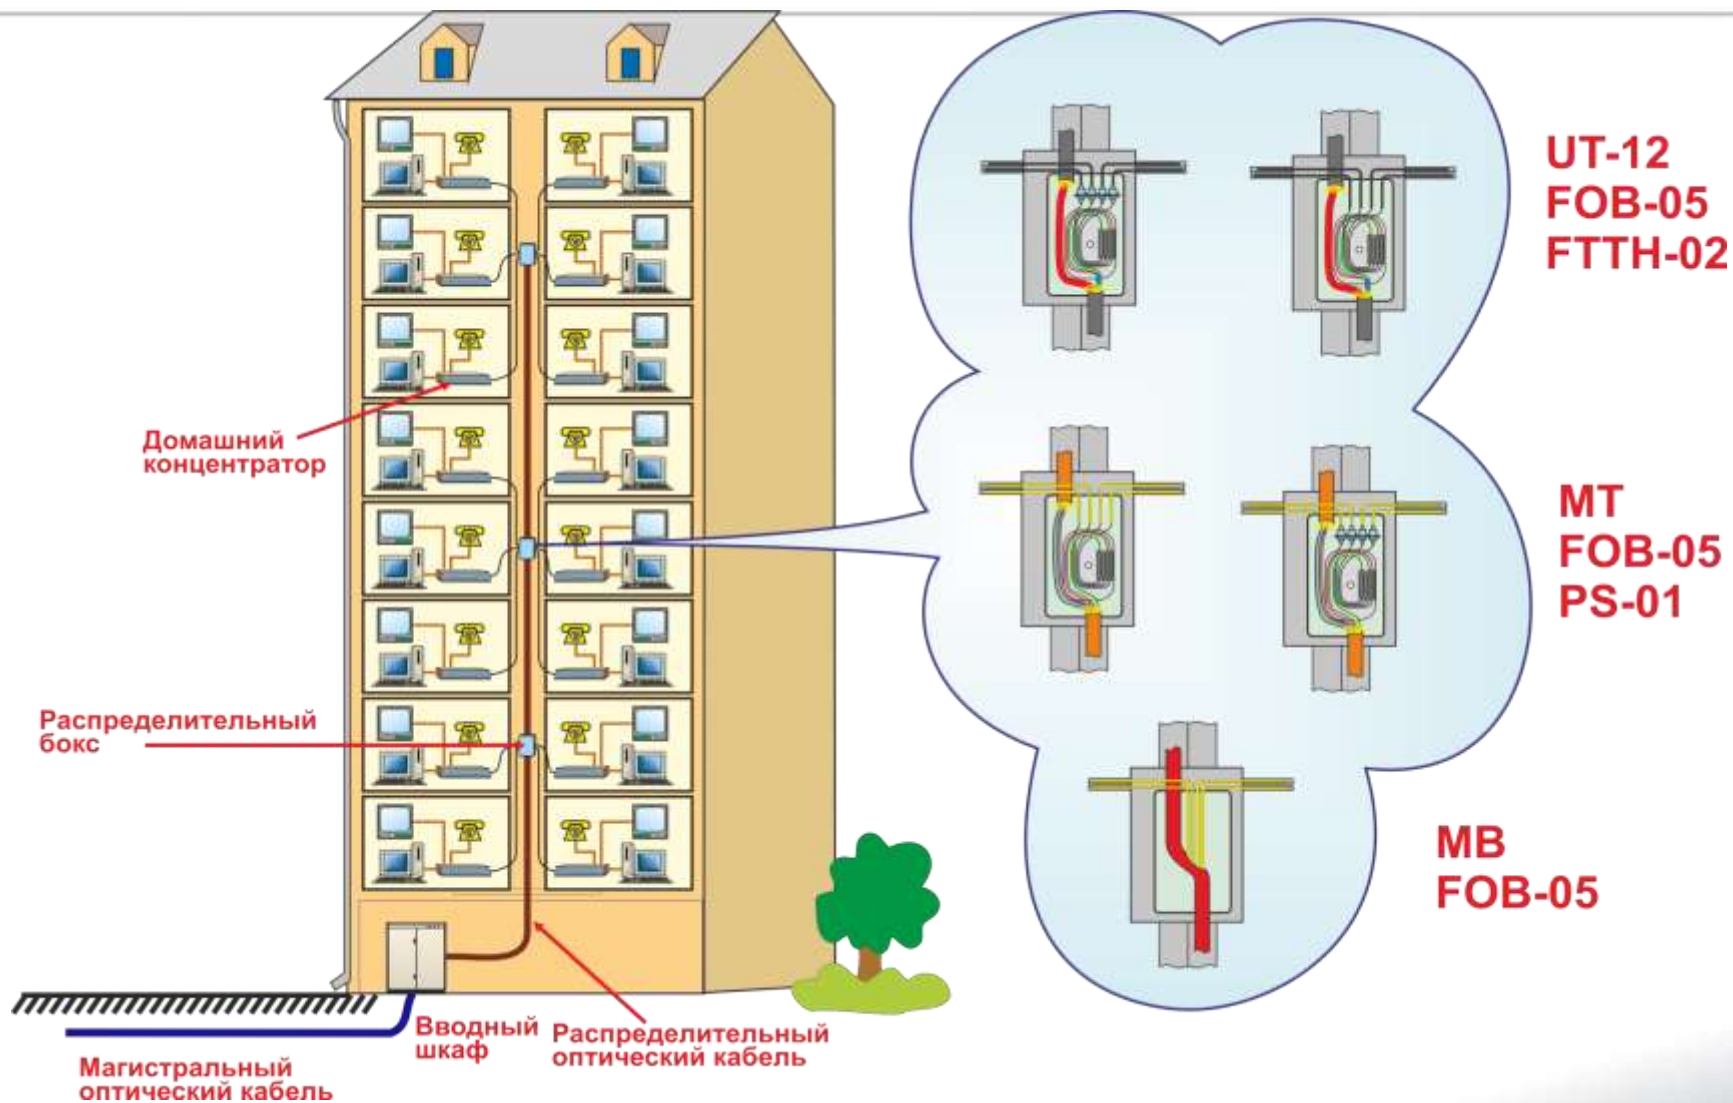 UT-12
FOB-05
FTTH-02
Домашний
концентратор
MT
FOB-05
PS-01
Распределительный
бокс
MB
FOB-05
Вводный
шкаф
Распределительный
оптический кабель
Магистральный
оптический кабель